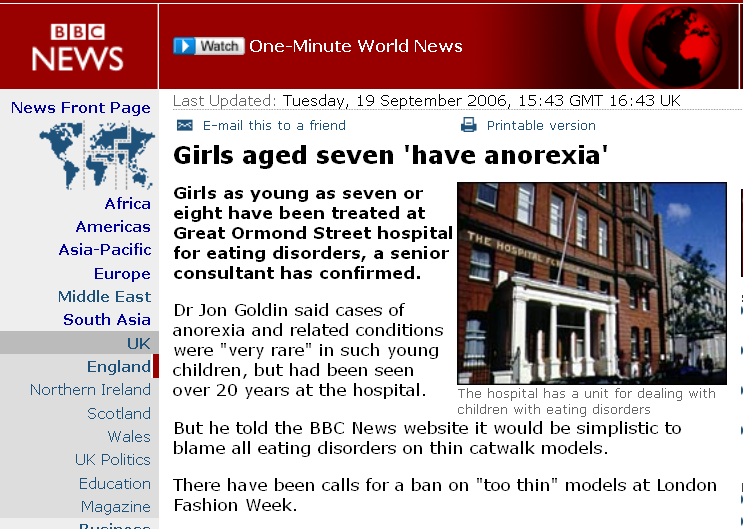 BBC
NEWS
Watch One-Minute World News
News Front Page
Africa
Americas
Asia-Pacific
Europe
Middle East
South Asia
UK
England
Northern Ireland
Scotland
Wales
UK Politics
Education
Magazine
Business
Last Updated: Tuesday, 19 September 2006, 15:43 GMT 16:43 UK
E-mail this to a friend
Printable version
Girls aged seven 'have anorexia'
Girls as young as seven or
eight have been treated at
Great Ormond Street hospital
for eating disorders, a senior
consultant has confirmed.
THE HOSPITAL F
The hospital has a unit for dealing with
children with eating disorders
Dr Jon Goldin said cases of
anorexia and related conditions
were "very rare" in such young
children, but had been seen
over 20 years at the hospital.
But he told the BBC News website it would be simplistic to
blame all eating disorders on thin catwalk models.
There have been calls for a ban on "too thin" models at London
Fashion Week.